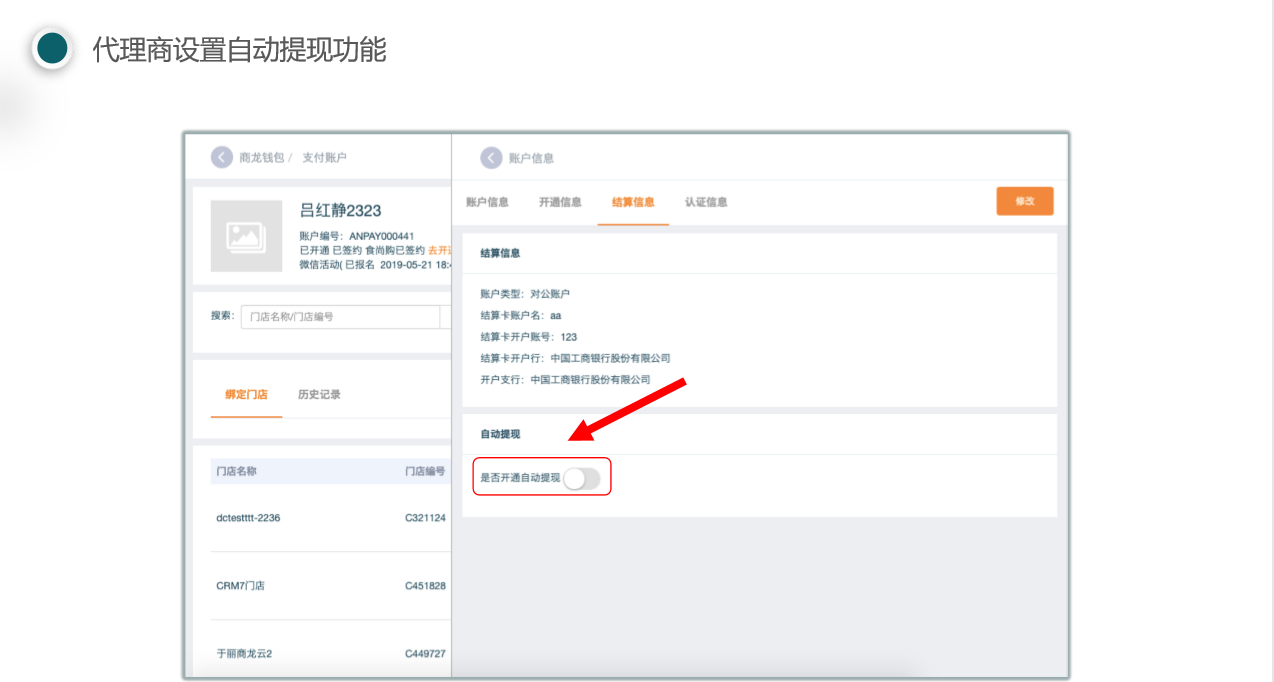 代理商设置自动提现功能
商龙钱包 / 支付账户
吕红静2323
账户编号: ANPAY000441
已开通 已签约 食尚购已签约 去开
微信活动( 已报名 2019-05-21 18:
搜索:
门店名称/门店编号
绑定门店 历史记录
门店名称 门店编号
dctestttt-2236 C321124
CRM7门店 C451828
于丽商龙云2 C449727
账户信息
账户信息 开通信息 结算信息 认证信息 修改
结算信息
账户类型: 对公账户
结算卡账户名: aa
结算卡开户账号: 123
结算卡开户行: 中国工商银行股份有限公司
开户支行: 中国工商银行股份有限公司
自动提现
是否开通自动提现